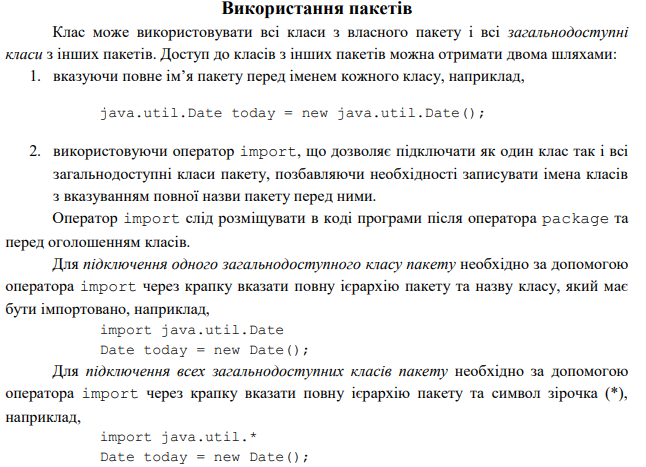 Використання пакетів
Клас може використовувати всі класи з власного пакету і всі загальнодоступні
класи з інших пакетів. Доступ до класів з інших пакетів можна отримати двома шляхами:
1. вказуючи повне ім’я пакету перед іменем кожного класу, наприклад,
java.util.Date today = new java.util.Date();
2. використовуючи оператор import, що дозволяє підключати як один клас так і всі
загальнодоступні класи пакету, позбавляючи необхідності записувати імена класів
з вказуванням повної назви пакету перед ними.
Оператор import слід розміщувати в коді програми після оператора package та
перед оголошенням класів.
Для підключення одного загальнодоступного класу пакету необхідно за допомогою
оператора import через крапку вказати повну ієрархію пакету та назву класу, який має
бути імпортовано, наприклад,
import java.util.Date
Date today = new Date();
Для підключення всех загальнодоступних класів пакету необхідно за допомогою
оператора import через крапку вказати повну ієрархію пакету та символ зірочка (*),
наприклад,
import java.util.*
Date today = new Date();